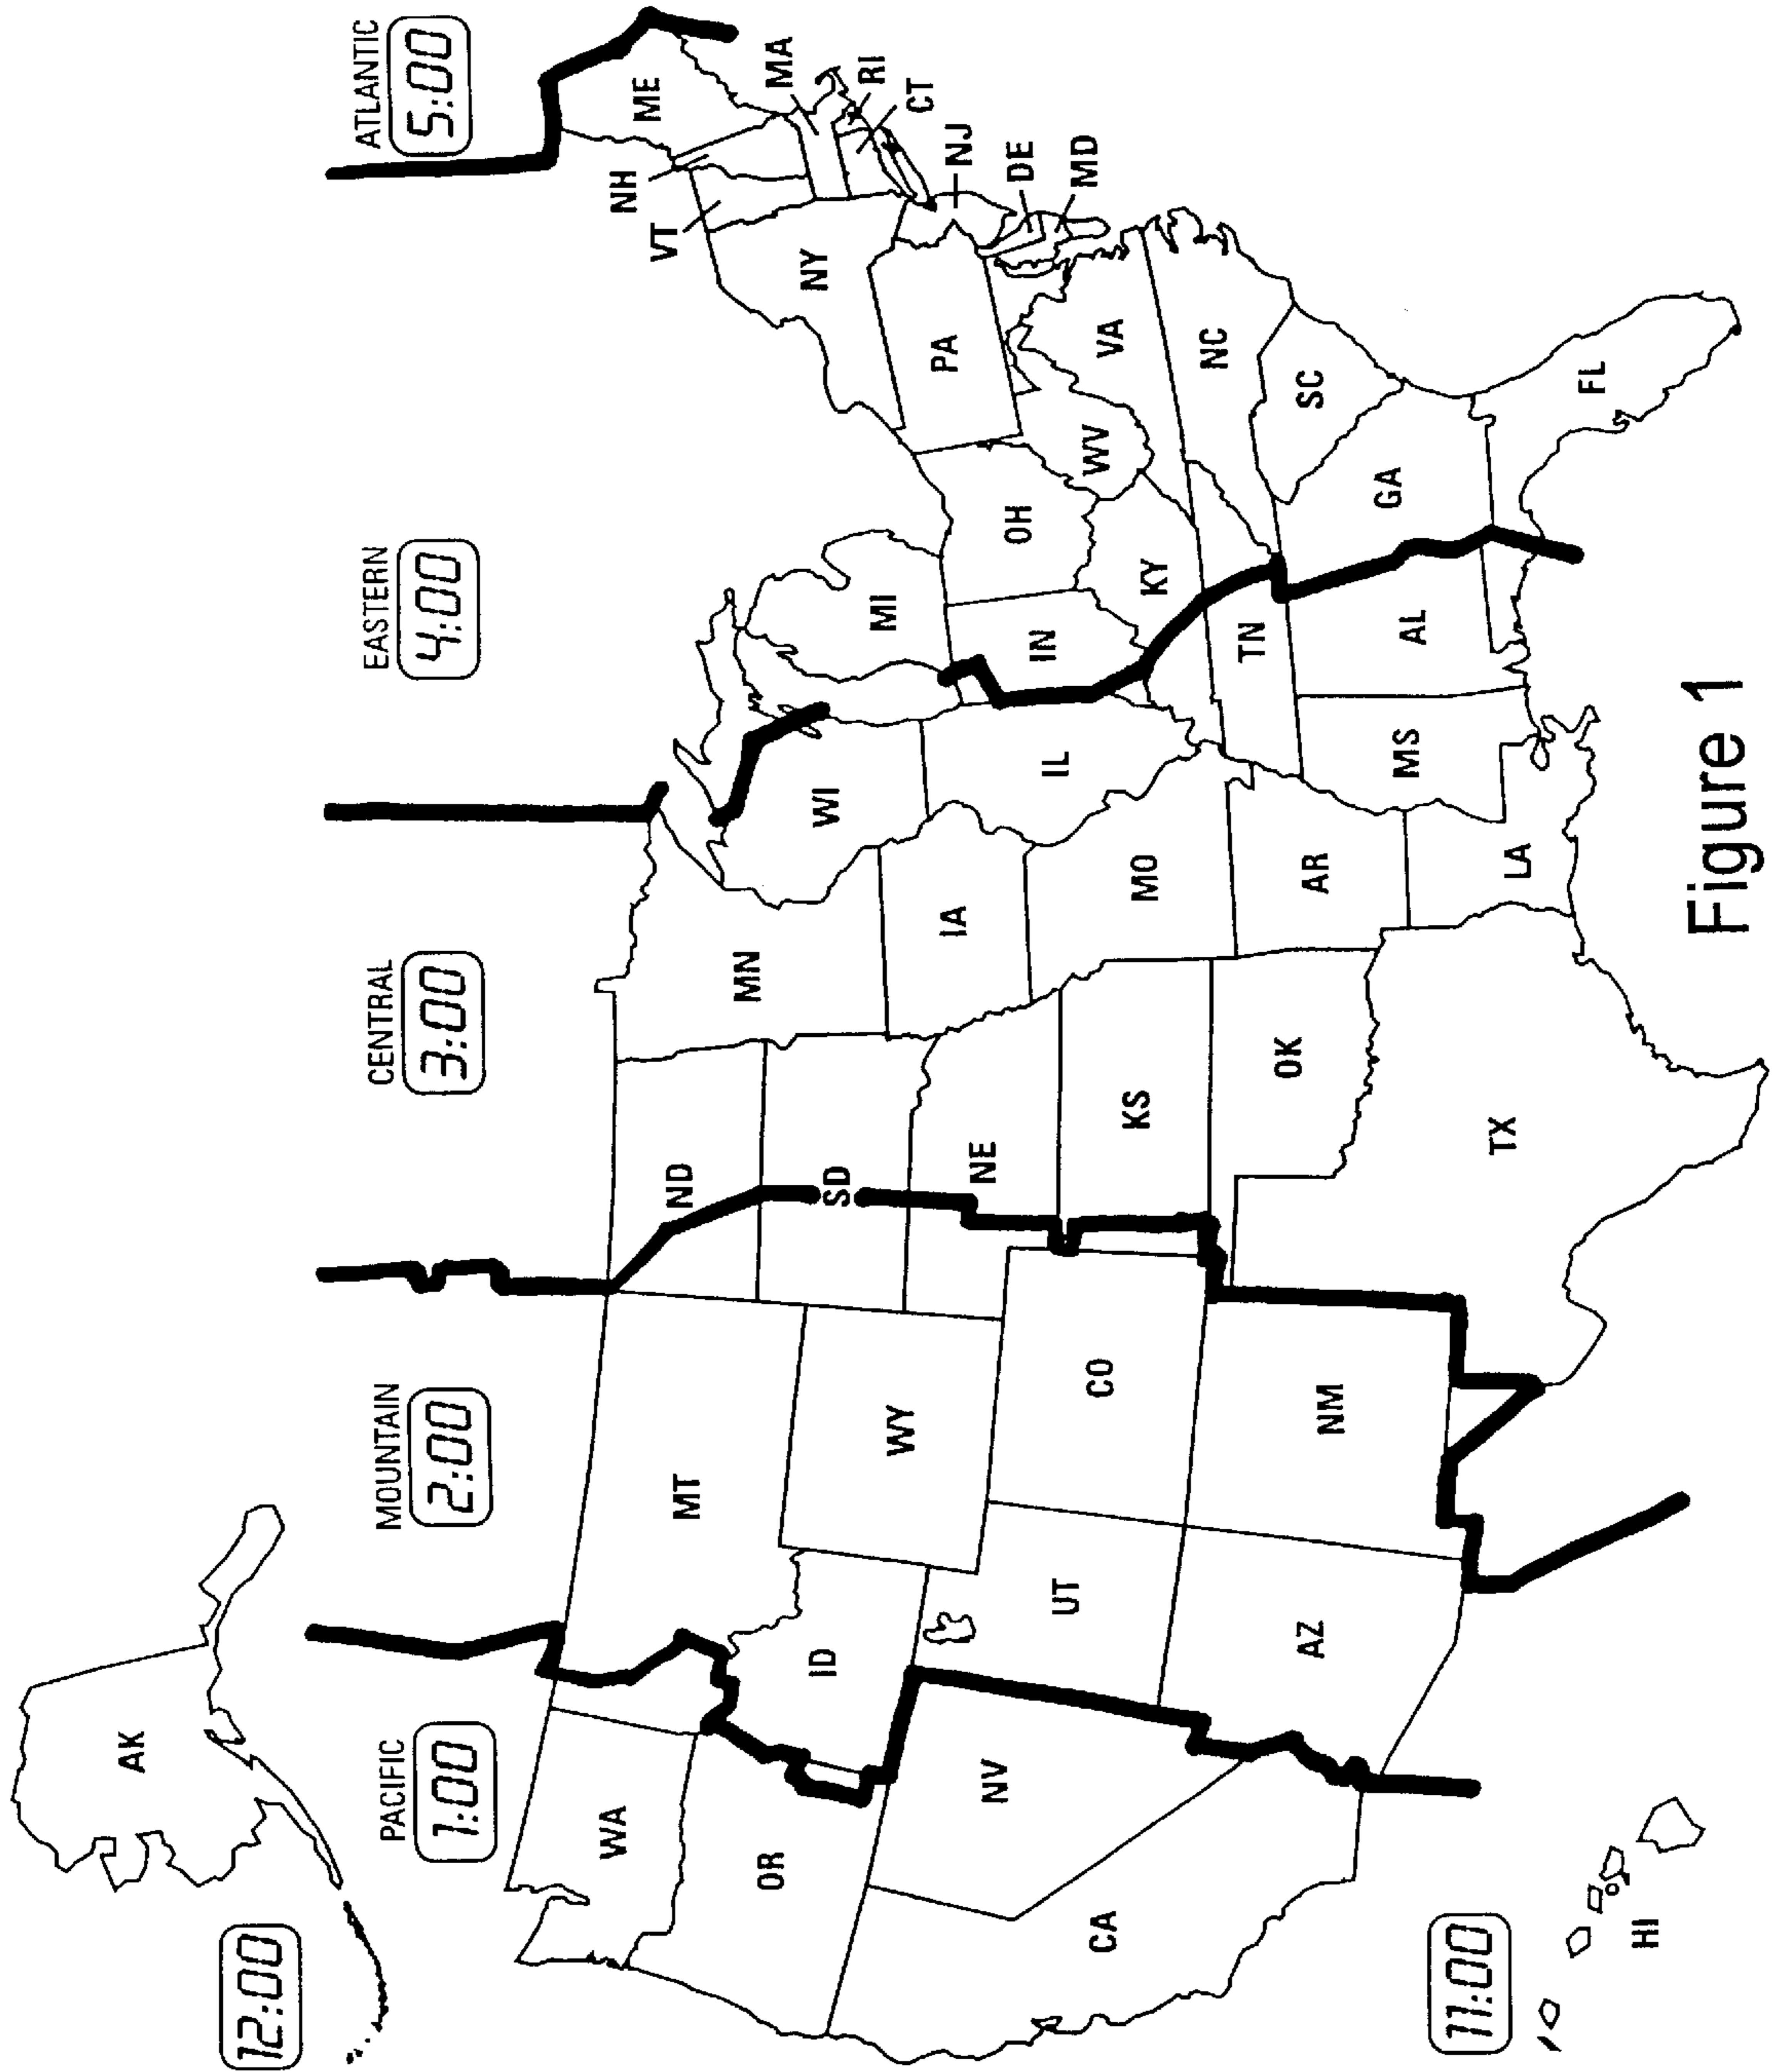 12:00
AK
PACIFIC
1:00
MOUNTAIN
2:00
CENTRAL
3:00
EASTERN
4:00
ATLANTIC
5:00
WA
OR
CA
NV
ID
MT
WY
UT
CO
AZ
NM
ND
SD
NE
KS
OK
TX
MN
IA
MO
AR
LA
WI
IL
MS
MI
IN
OH
KY
TN
AL
GA
FL
SC
NC
VA
WV
PA
NY
VT
NH
ME
MA
RI
CT
NJ
DE
MD
11:00
HI
Figure 1